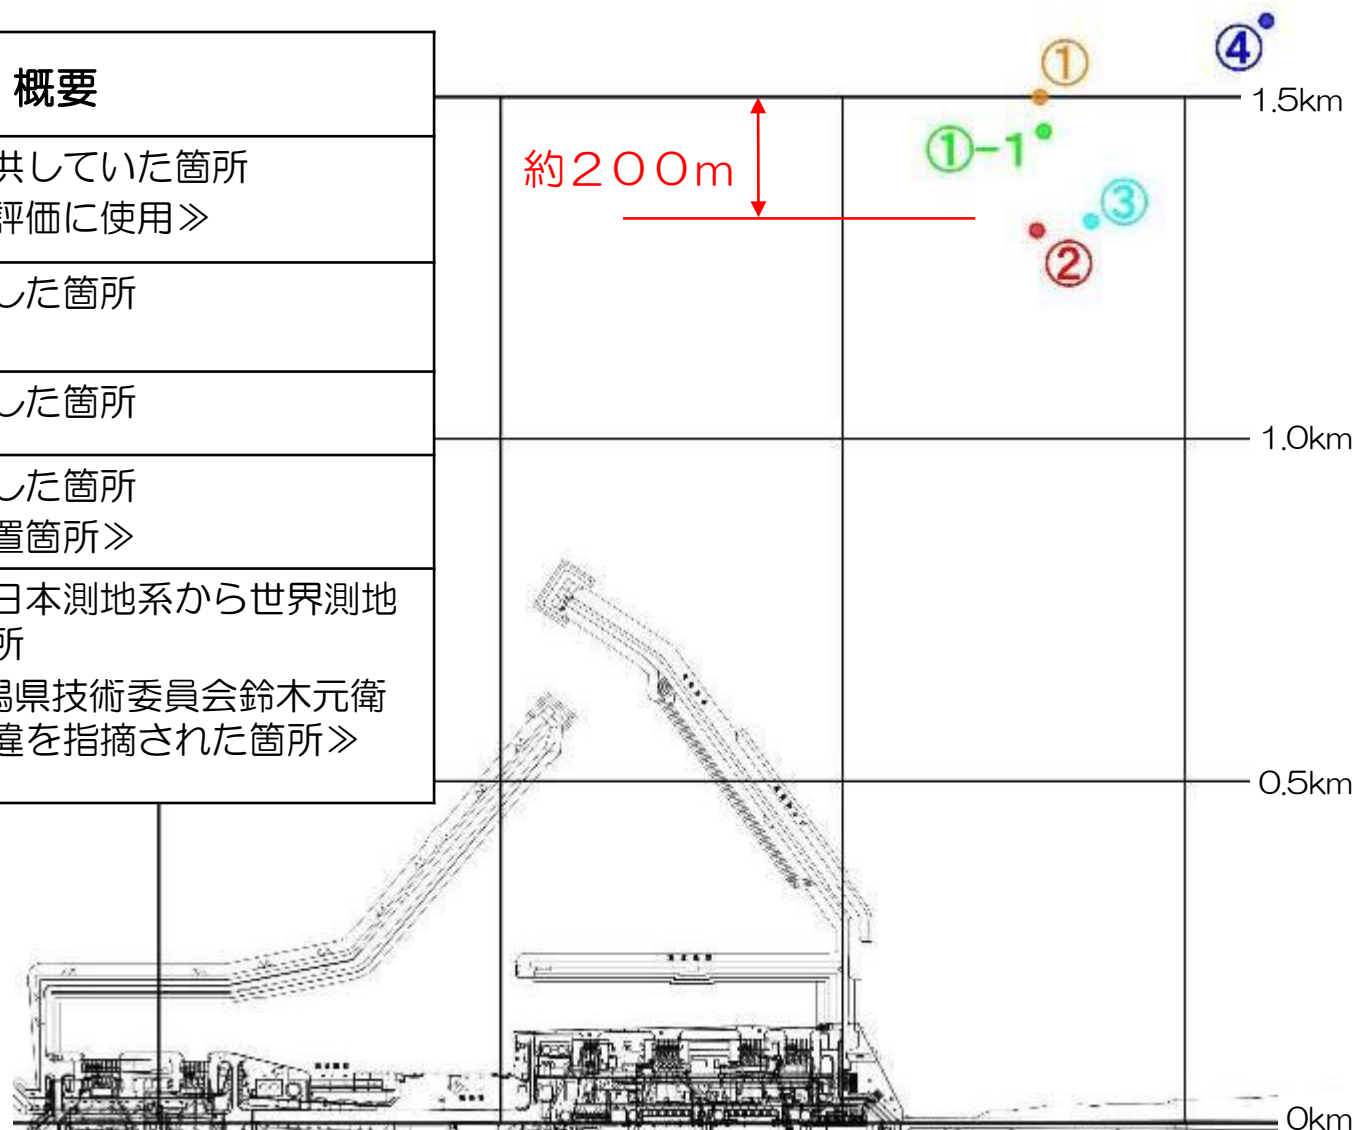 概要
共していた箇所
評価に使用≫
した箇所
した箇所
した箇所
置箇所≫
日本測地系から世界測地
所
潟県技術委員会鈴木元衛
違を指摘された箇所≫
④
①
1.5km
①-1
約200m
③
②
1.0km
0.5km
0km